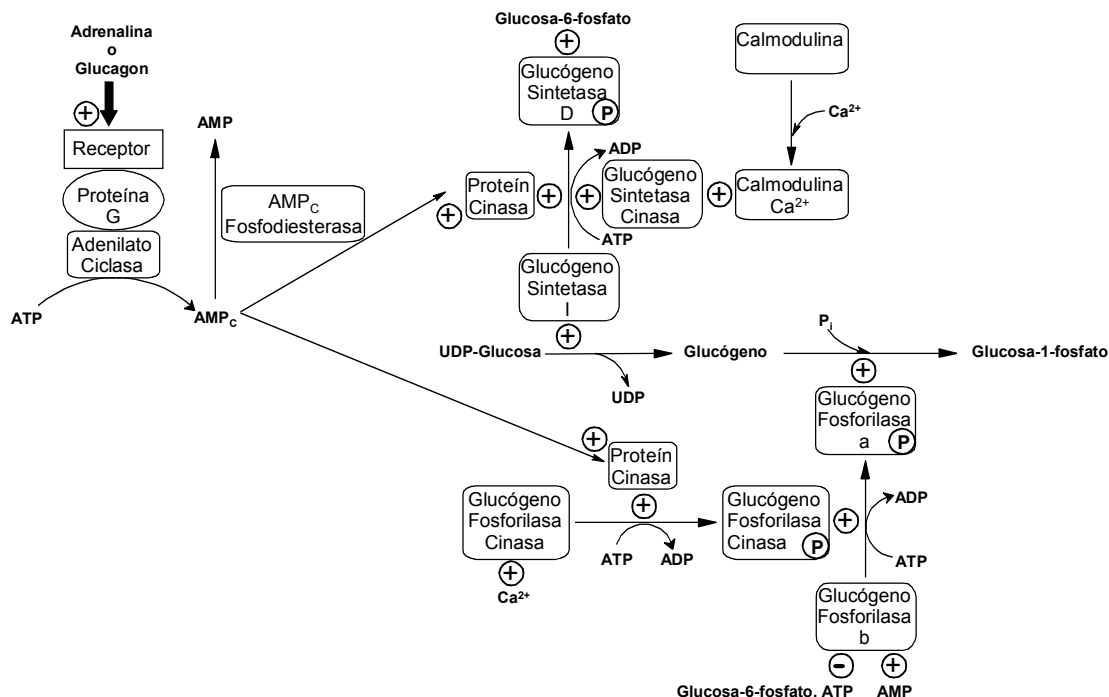 Adrenalina
o
Glucagon
+
Receptor
Proteína
G
Adenilato
Ciclasa
ATP
AMPC
AMP
AMPC
Fosfodiesterasa
Glucosa-6-fosfato
+
Glucógeno
Sintetasa
D
P
ADP
+
Proteín
Cinasa
+
+
Glucógeno
Sintetasa
Cinasa
ATP
+
Calmodulina
Ca2+
Calmodulina
Ca2+
Glucógeno
Sintetasa
I
+
UDP-Glucosa
UDP
Glucógeno
Pi
Glucosa-1-fosfato
+
Glucógeno
Fosforilasa
a
P
+
Proteín
Cinasa
+
Glucógeno
Fosforilasa
Cinasa
+
Ca2+
ATP
ADP
Glucógeno
Fosforilasa
Cinasa
P
+
ADP
ATP
Glucógeno
Fosforilasa
b
-
+
Glucosa-6-fosfato. ATP
AMP